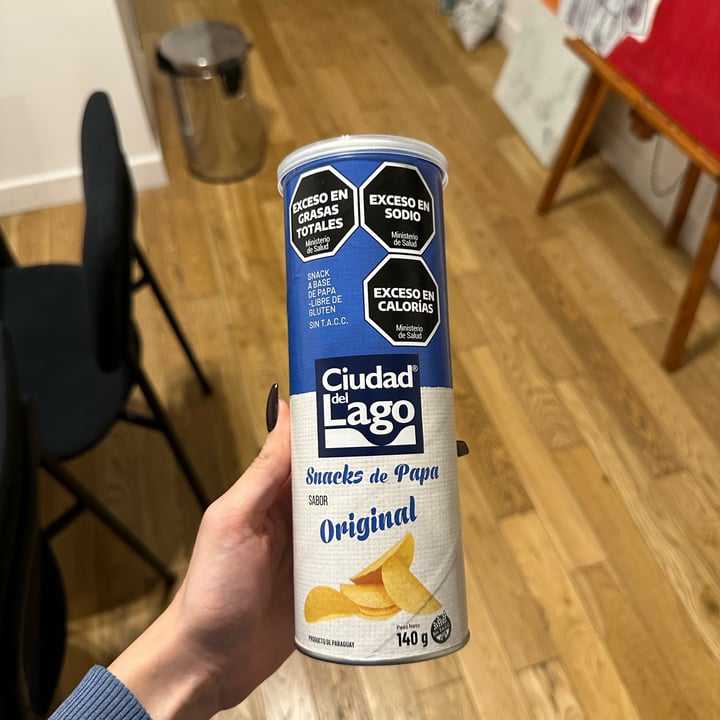 EXCESO EN
GRASAS
TOTALES
Ministerio
de Salud
EXCESO EN
SODIO
Ministerio
de Salud
SNACK
A BASE
DE PAPA
-LIBRE DE
GLUTEN
SIN T.A.C.C.
EXCESO EN
CALORÍAS
Ministerio
de Salud
Ciudad®
del
Lago
Snacks de Papa
SABOR
Original
PRODUCTO DE PARAGUAY
Peso Neto
140 g